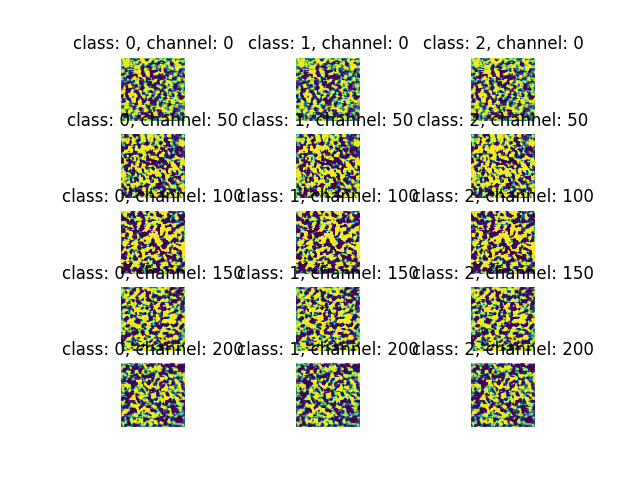 class: 0, channel: 0 class: 1, channel: 0 class: 2, channel: 0
class: 0, channel: 50 class: 1, channel: 50 class: 2, channel: 50
class: 0, channel: 100 class: 1, channel: 100 class: 2, channel: 100
class: 0, channel: 150 class: 1, channel: 150 class: 2, channel: 150
class: 0, channel: 200 class: 1, channel: 200 class: 2, channel: 200